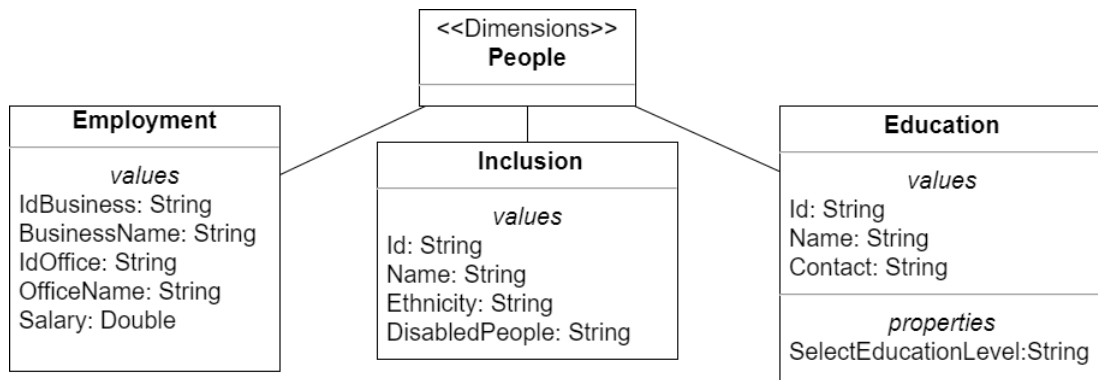 <<Dimensions>>
People
Employment
values
IdBusiness: String
BusinessName: String
IdOffice: String
OfficeName: String
Salary: Double
Inclusion
values
Id: String
Name: String
Ethnicity: String
DisabledPeople: String
Education
values
Id: String
Name: String
Contact: String
properties
SelectEducationLevel:String